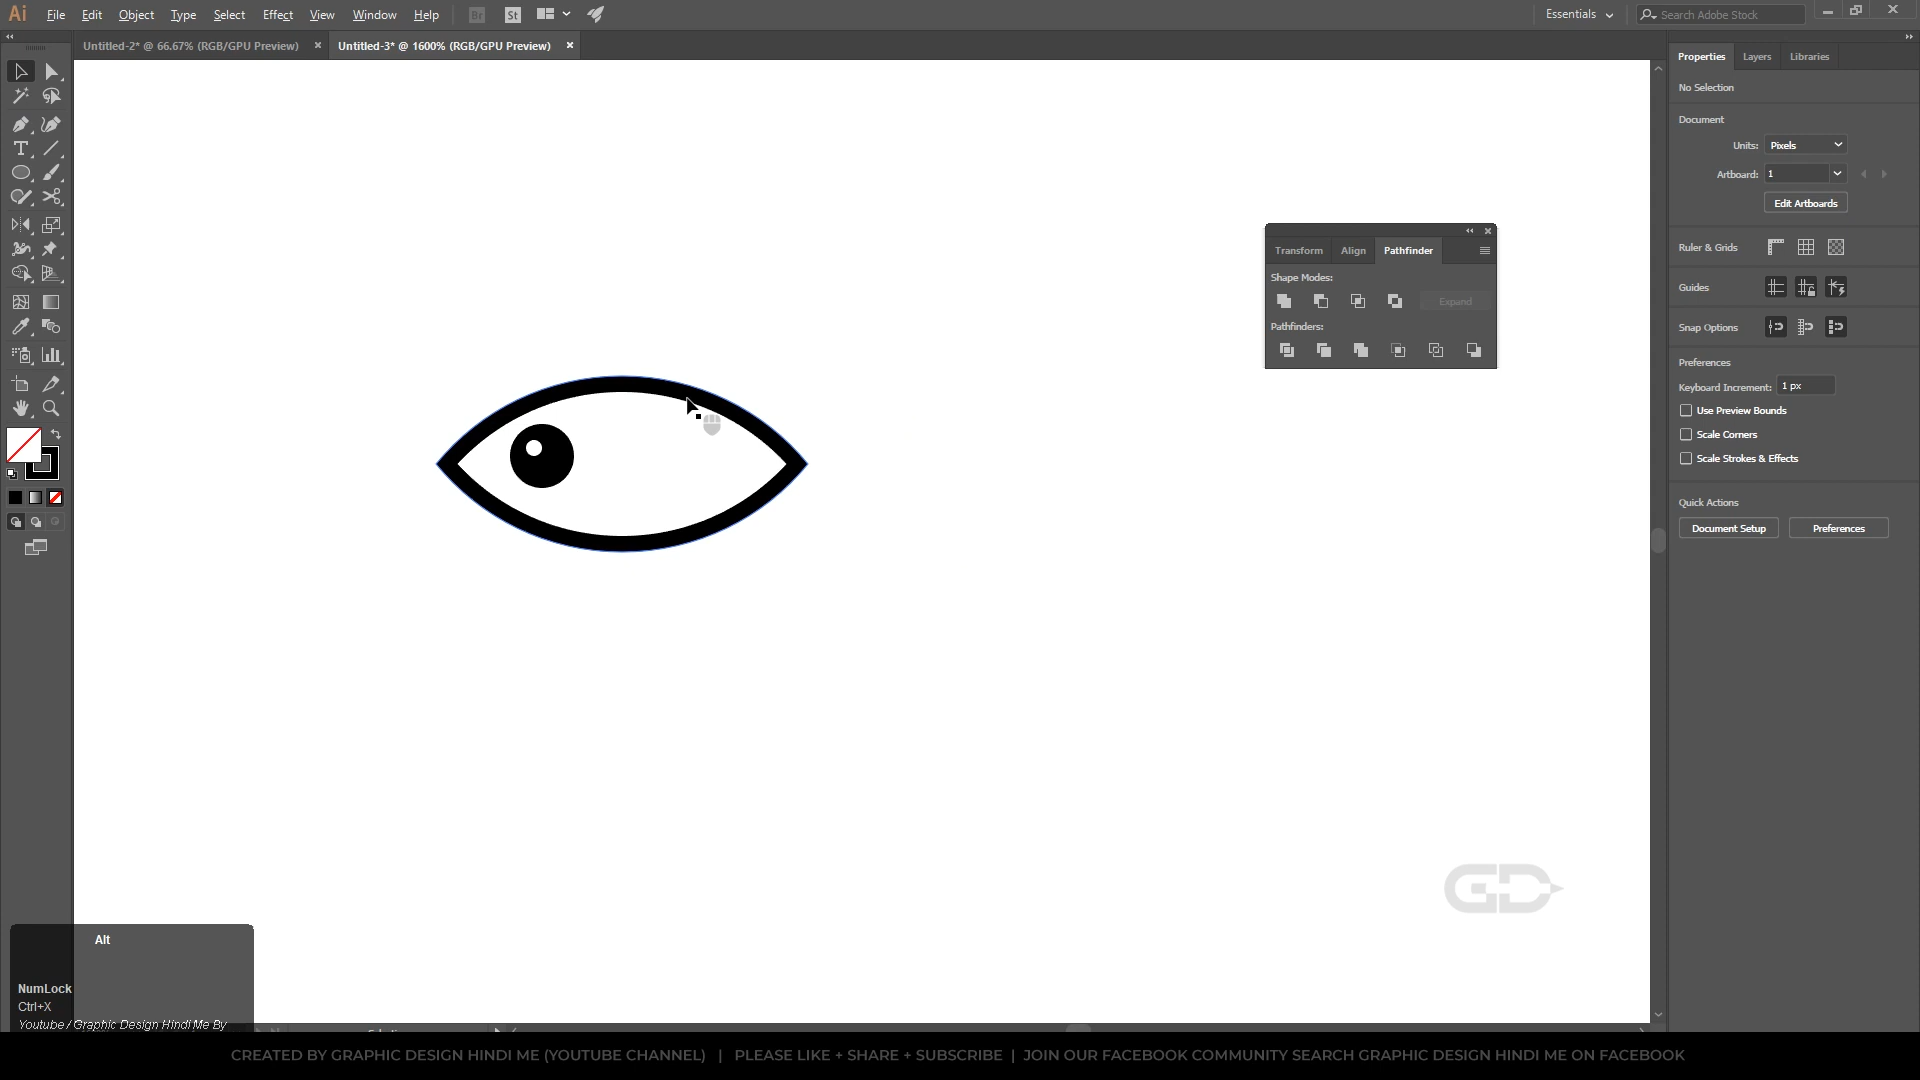 Ai File Edit Object Type Select Effect View Window Help Br St Essentials Search Adobe Stock
Untitled-2* @ 66.67% (RGB/GPU Preview) Untitled-3* @ 1600% (RGB/GPU Preview)
Properties Layers Libraries
No Selection
Document
Units: Pixels
Artboard: 1
Edit Artboards
Ruler & Grids
Guides
Snap Options
Preferences
Keyboard Increment: 1 px
Use Preview Bounds
Scale Corners
Scale Strokes & Effects
Quick Actions
Document Setup Preferences
Transform Align Pathfinder
Shape Modes:
Expand
Pathfinders:
GD
Alt
NumLock
Ctrl+X
Youtube / Graphic Design Hindi Me By
CREATED BY GRAPHIC DESIGN HINDI ME (YOUTUBE CHANNEL) | PLEASE LIKE + SHARE + SUBSCRIBE | JOIN OUR FACEBOOK COMMUNITY SEARCH GRAPHIC DESIGN HINDI ME ON FACEBOOK